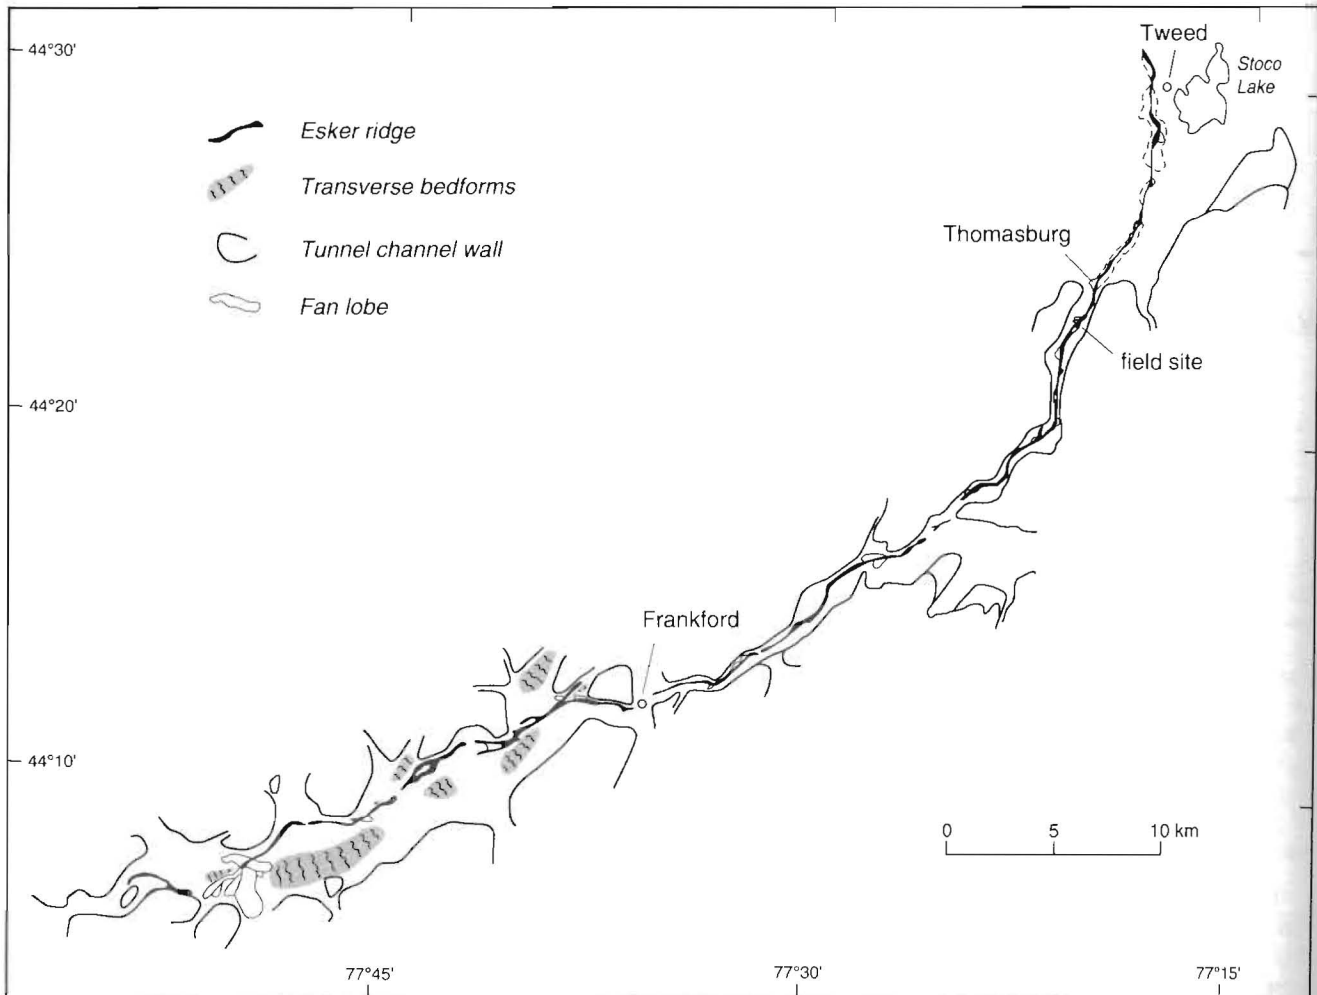 44°30'
Tweed
Stoco
Lake
Esker ridge
Transverse bedforms
Tunnel channel wall
Fan lobe
Thomasburg
field site
44°20'
Frankford
44°10'
0 5 10 km
77°45' 77°30' 77°15'